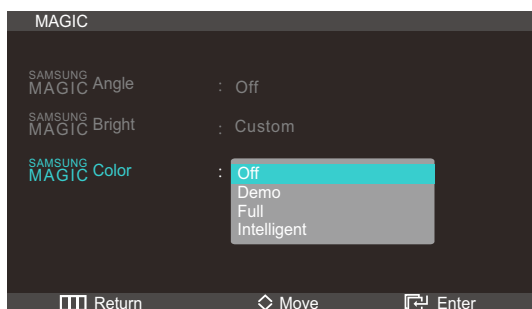 MAGIC
SAMSUNG
MAGIC Angle : Off
SAMSUNG
MAGIC Bright : Custom
SAMSUNG
MAGIC Color : Off
Demo
Full
Intelligent
Return Move Enter